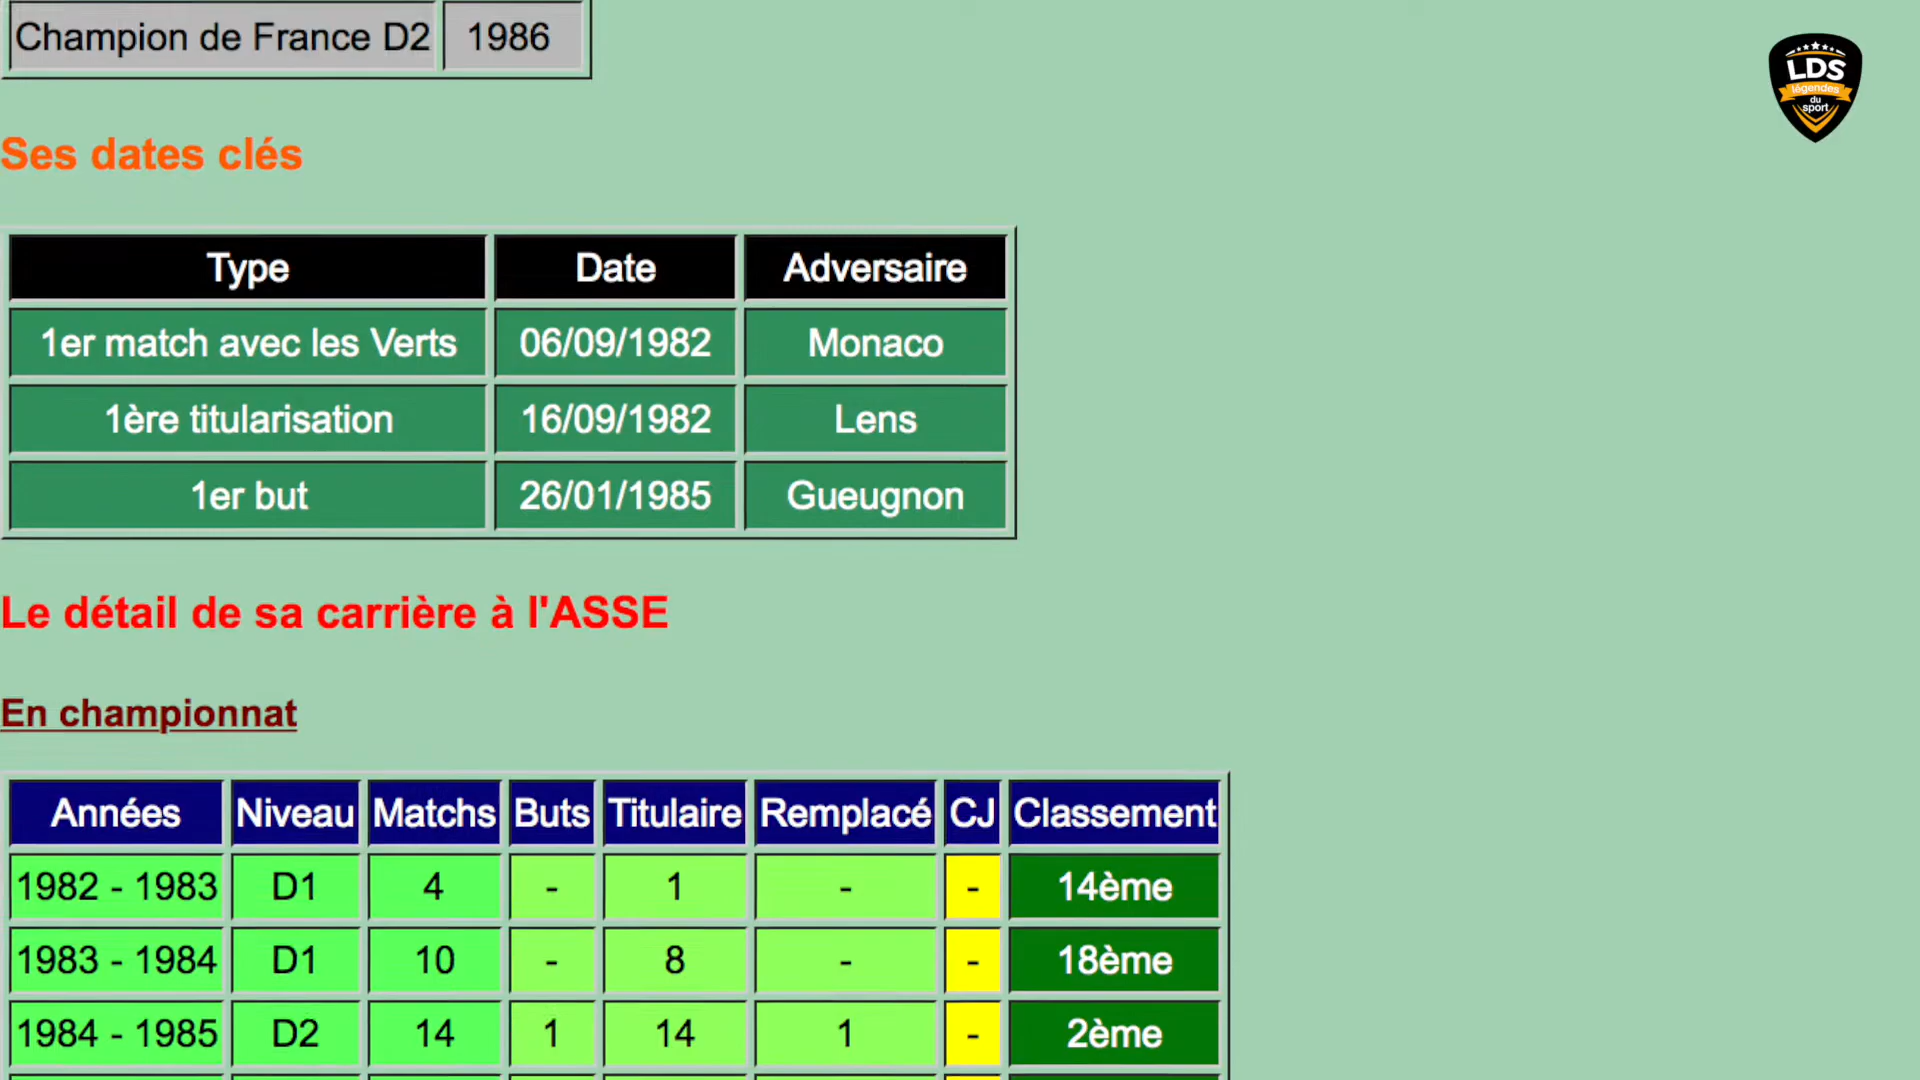 Champion de France D2 1986
LDS
légendes
du
sport
Ses dates clés
Type Date Adversaire
1er match avec les Verts 06/09/1982 Monaco
1ère titularisation 16/09/1982 Lens
1er but 26/01/1985 Gueugnon
Le détail de sa carrière à l'ASSE
En championnat
Années Niveau Matchs Buts Titulaire Remplacé CJ Classement
1982 - 1983 D1 4 - 1 - - 14ème
1983 - 1984 D1 10 - 8 - - 18ème
1984 - 1985 D2 14 1 14 1 - 2ème